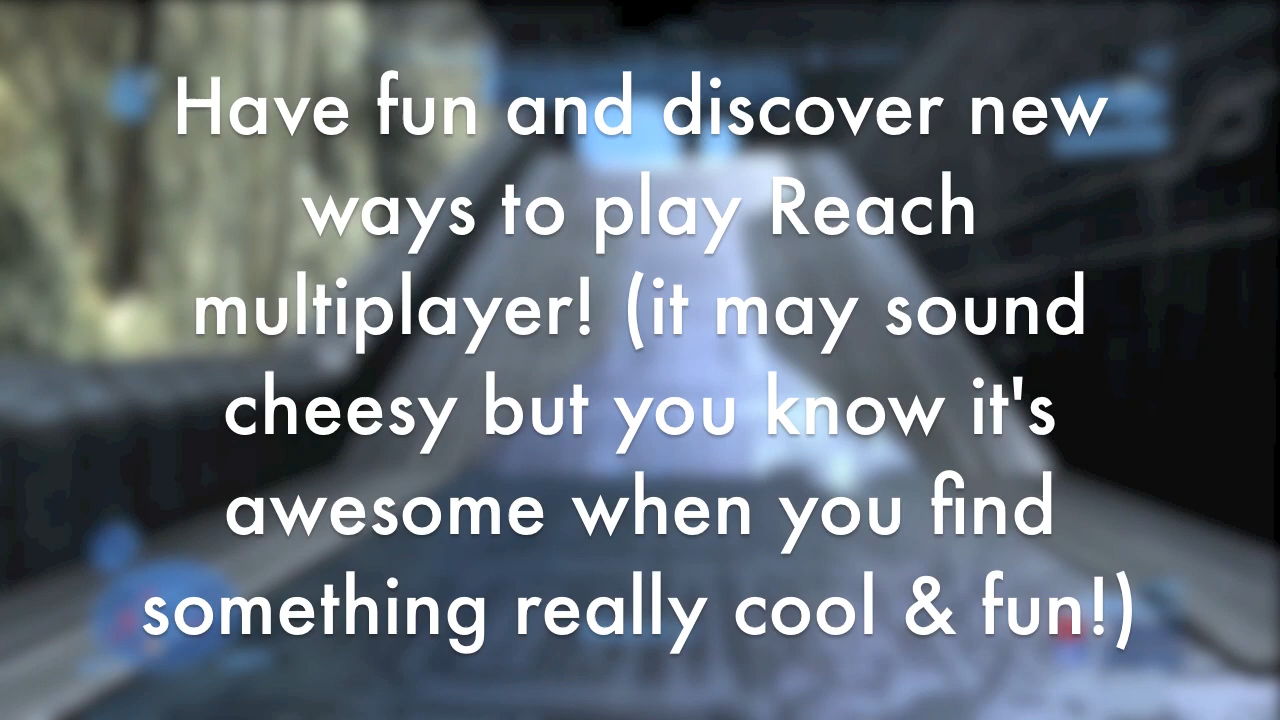 Have fun and discover new
ways to play Reach
multiplayer! (it may sound
cheesy but you know it's
awesome when you find
something really cool & fun!)